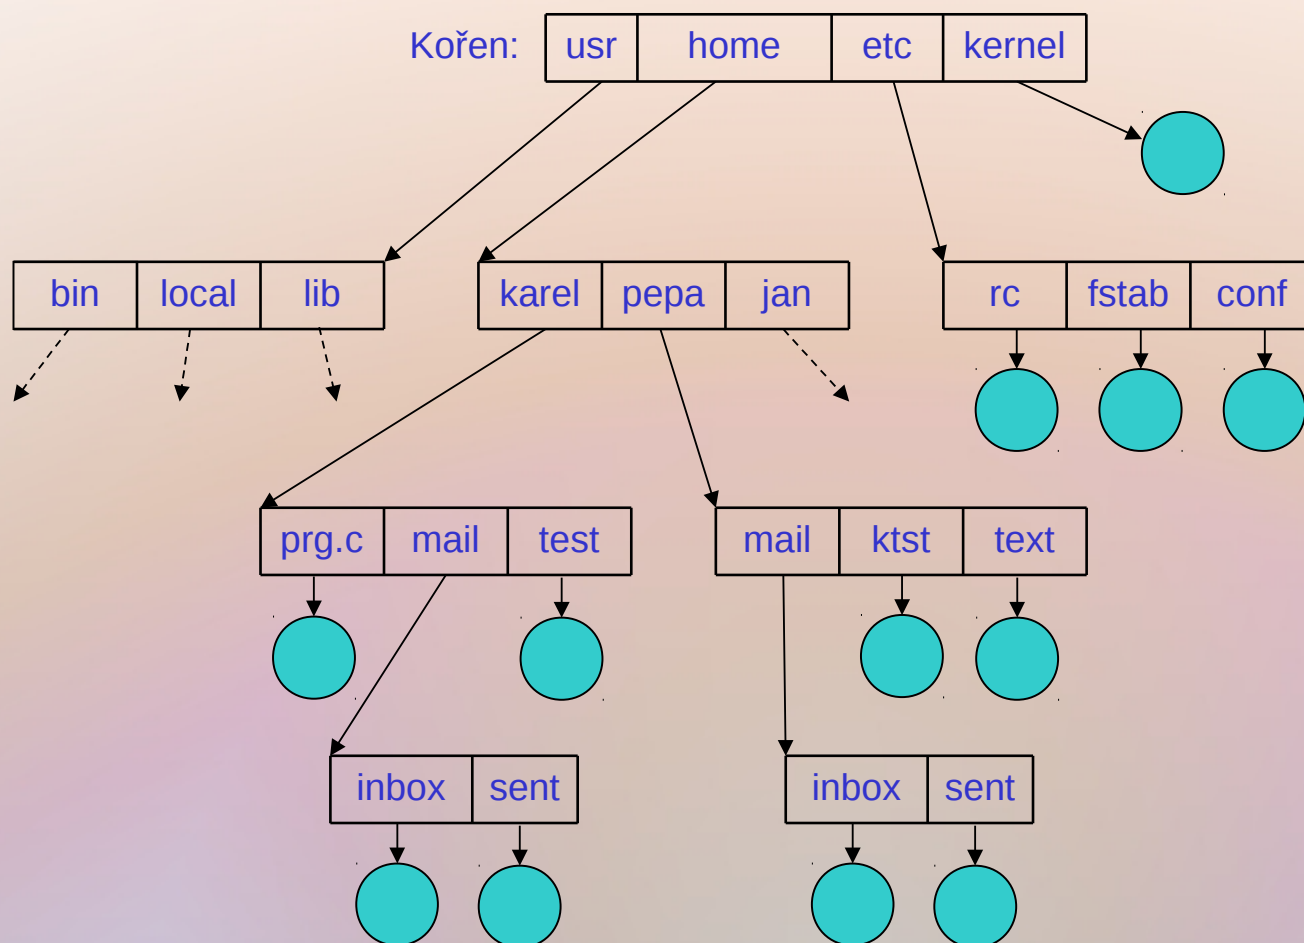 Kořen: usr home etc kernel
bin local lib karel pepa jan rc fstab conf
prg.c mail test mail ktst text
inbox sent inbox sent